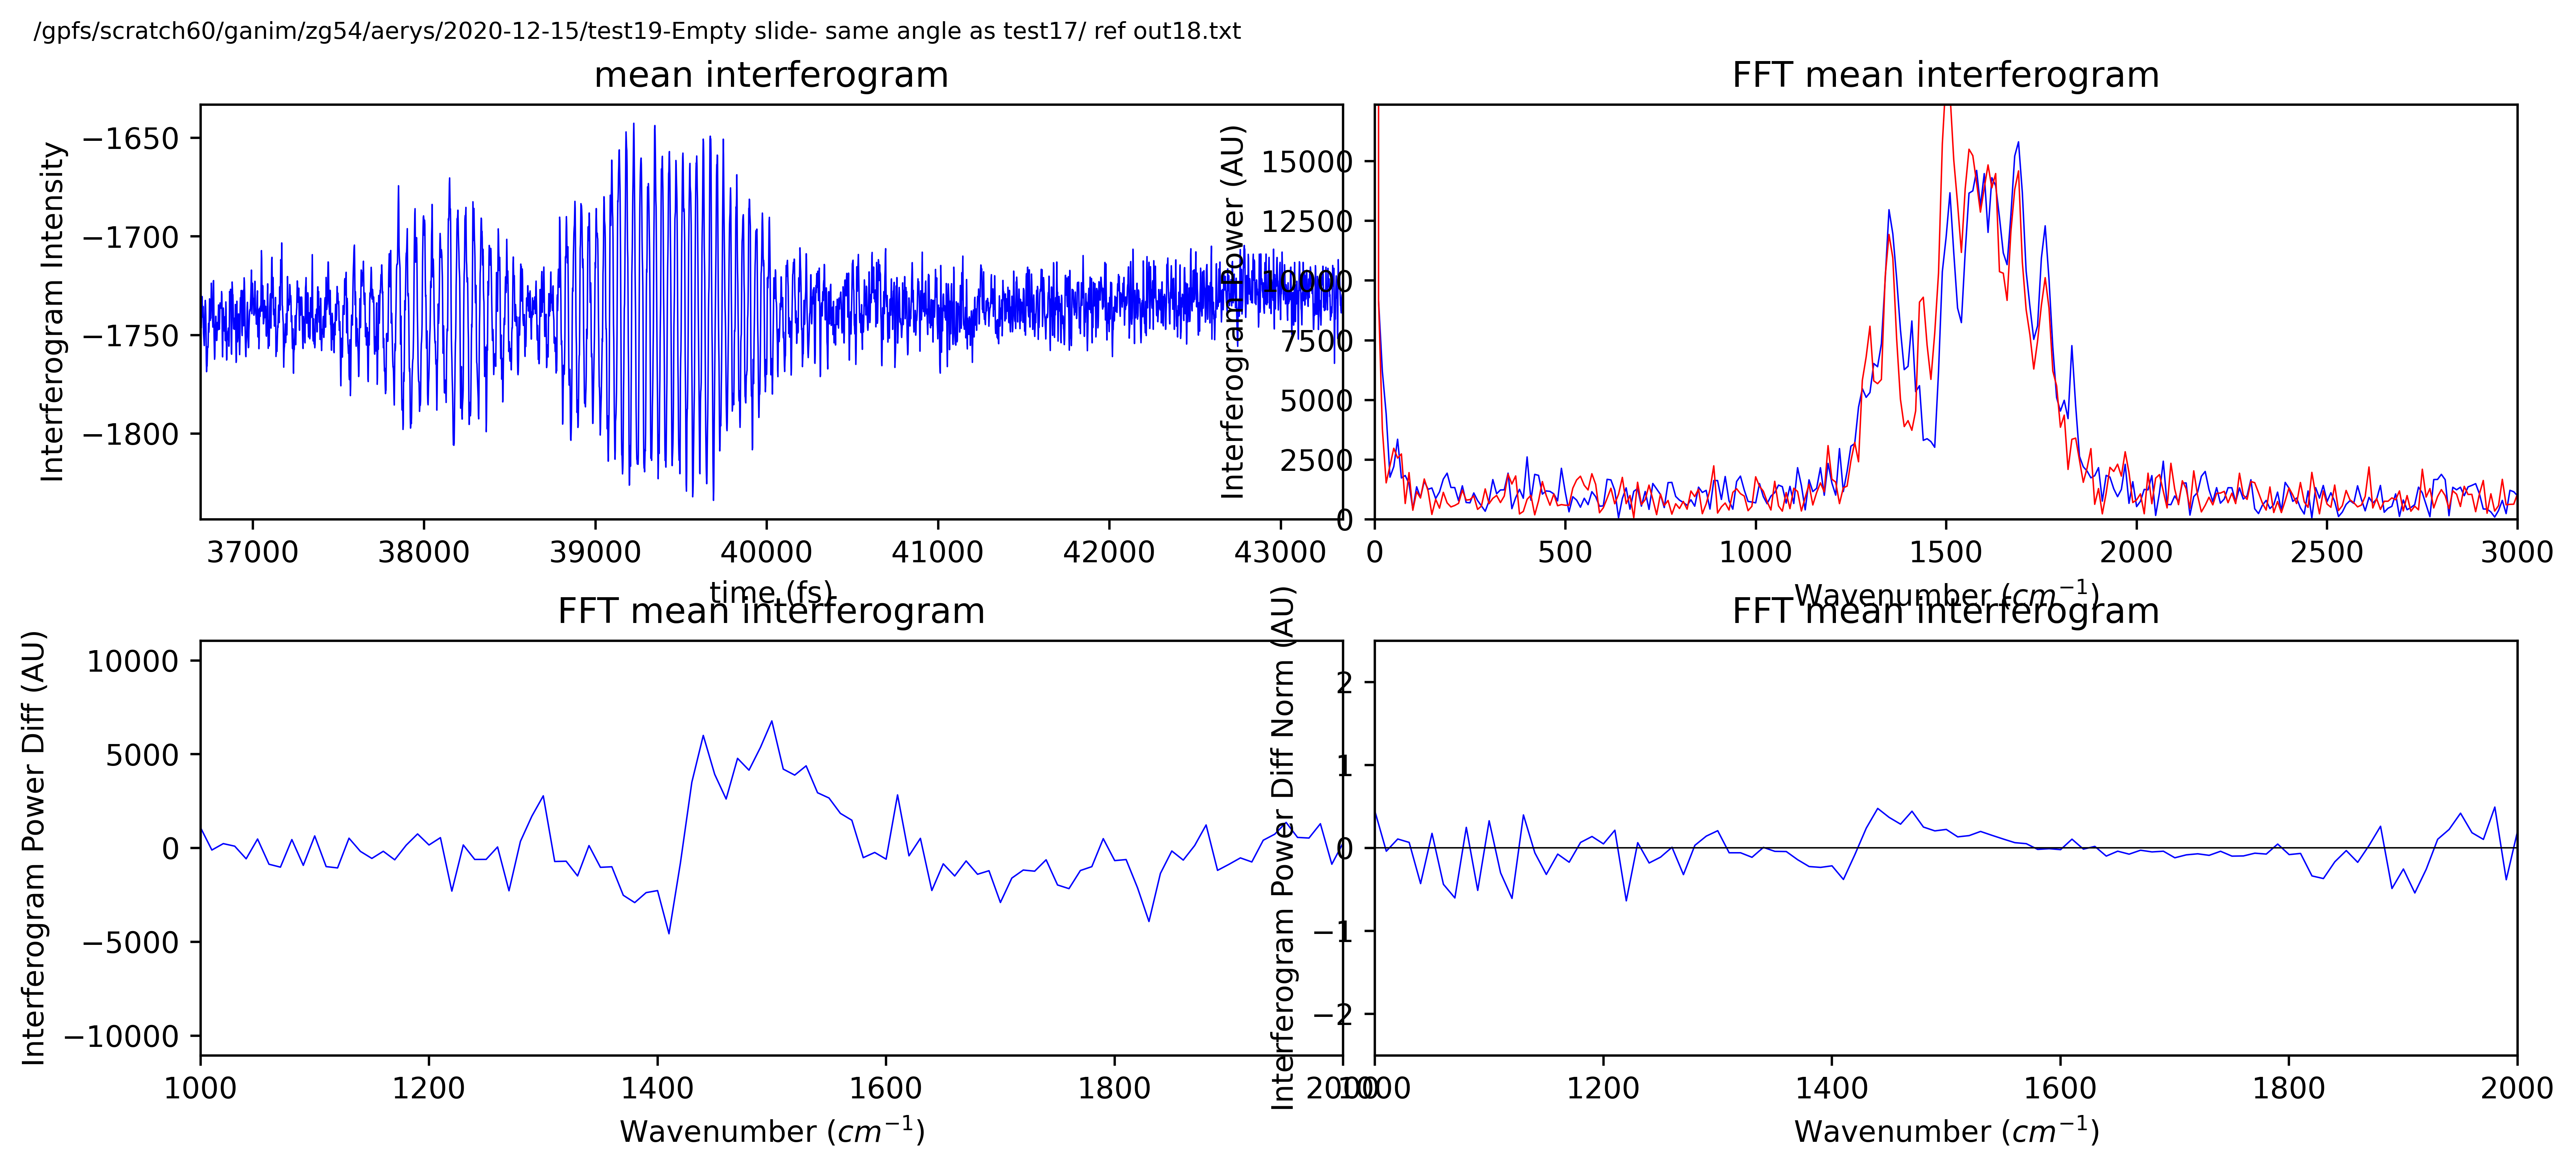 /gpfs/scratch60/ganim/zg54/aerys/2020-12-15/test19-Empty slide- same angle as test17/ ref out18.txt
mean interferogram
Interferogram Intensity
−1650
−1700
−1750
−1800
37000 38000 39000 40000 41000 42000 43000
time (fs)
FFT mean interferogram
Interferogram Power (AU)
15000
12500
10000
7500
5000
2500
0
0 500 1000 1500 2000 2500 3000
Wavenumber (cm⁻¹)
FFT mean interferogram
Interferogram Power Diff (AU)
10000
5000
0
−5000
−10000
1000 1200 1400 1600 1800 2000
Wavenumber (cm⁻¹)
FFT mean interferogram
Interferogram Power Diff Norm (AU)
2
1
0
−1
−2
1000 1200 1400 1600 1800 2000
Wavenumber (cm⁻¹)